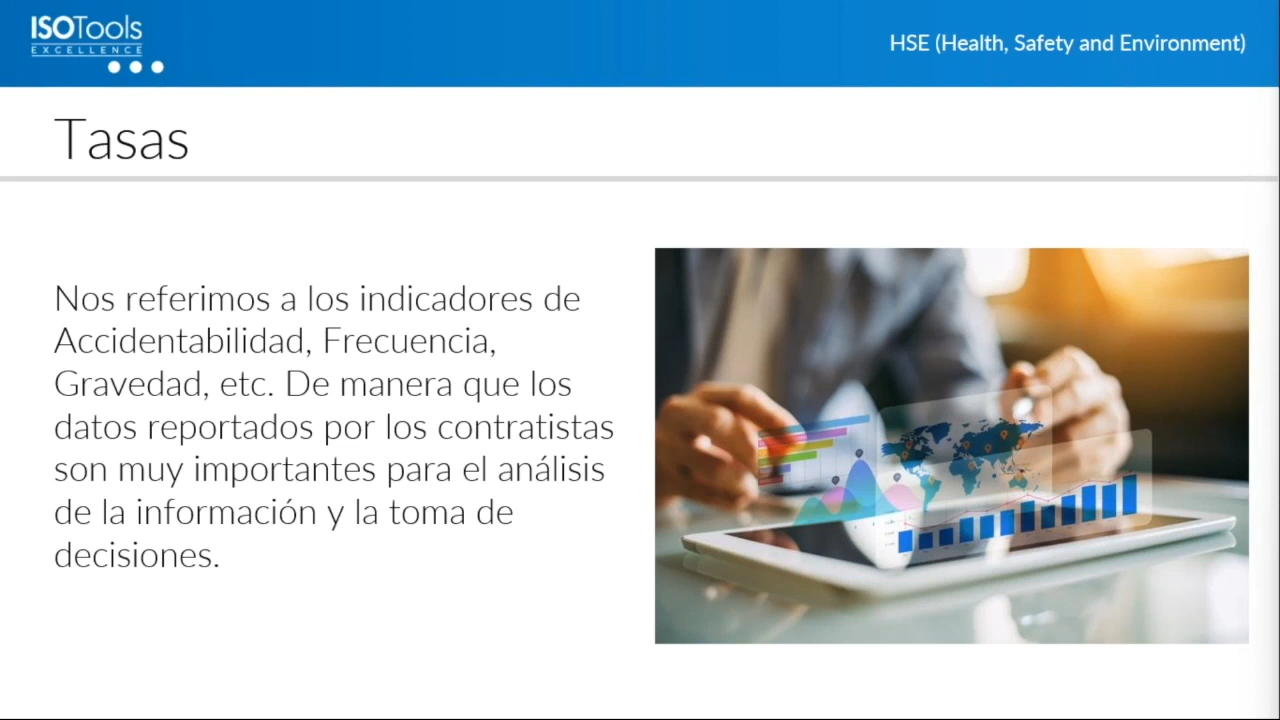 ISOTools
EXCELLENCE
HSE (Health, Safety and Environment)
Tasas
Nos referimos a los indicadores de
Accidentabilidad, Frecuencia,
Gravedad, etc. De manera que los
datos reportados por los contratistas
son muy importantes para el análisis
de la información y la toma de
decisiones.